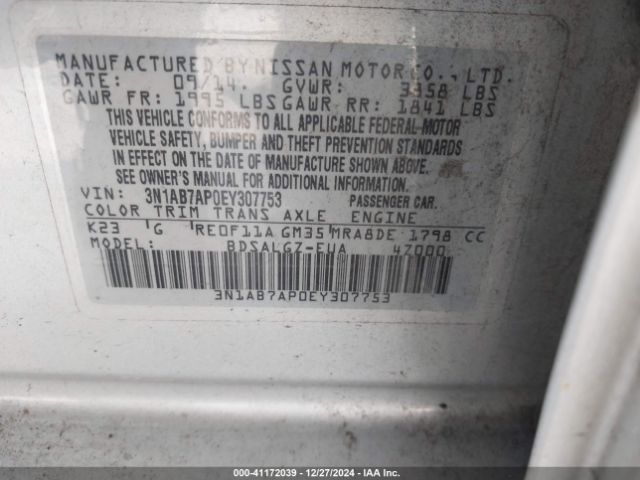 MANUFACTURED BY NISSAN MOTOR CO., LTD.
DATE: 09/14. GVWR: 3358 LBS
GAWR FR: 1995 LBS GAWR RR: 1841 LBS
THIS VEHICLE CONFORMS TO ALL APPLICABLE FEDERAL MOTOR
VEHICLE SAFETY, BUMPER AND THEFT PREVENTION STANDARDS
IN EFFECT ON THE DATE OF MANUFACTURE SHOWN ABOVE.
SEE OWNER'S MANUAL FOR ADDITIONAL INFORMATION.
VIN: 3N1AB7AP0EY307753 PASSENGER CAR.
COLOR TRIM TRANS AXLE ENGINE
K23 G RE0F11A GM35 MRA8DE 1798 CC
MODEL: BDSALGZ-EUA 47000
3N1AB7AP0EY307753
000-41172039 | 12/27/2024 | IAA Inc.